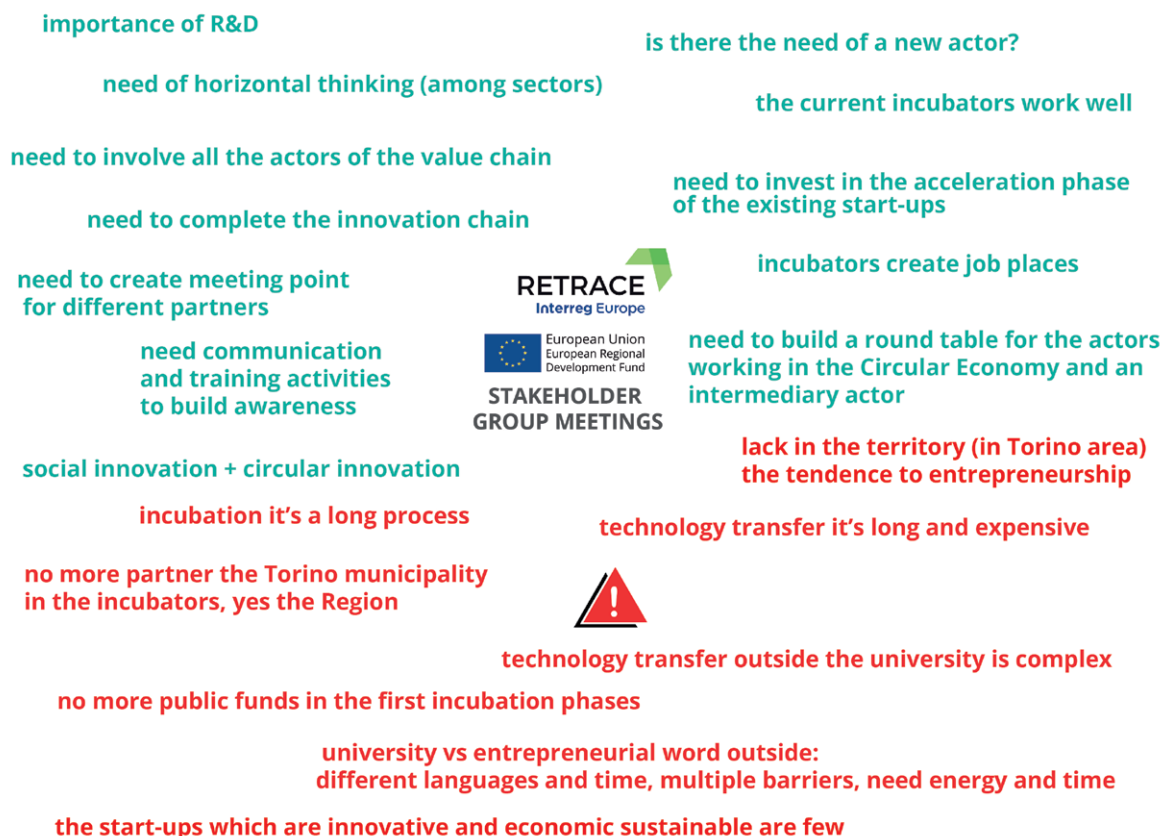 importance of R&D
is there the need of a new actor?
need of horizontal thinking (among sectors)
the current incubators work well
need to involve all the actors of the value chain
need to invest in the acceleration phase
of the existing start-ups
need to complete the innovation chain
incubators create job places
need to create meeting point
for different partners
RETRACE
Interreg Europe
European Union
European Regional
Development Fund
STAKEHOLDER
GROUP MEETINGS
need to build a round table for the actors
working in the Circular Economy and an
intermediary actor
need communication
and training activities
to build awareness
lack in the territory (in Torino area)
the tendence to entrepreneurship
social innovation + circular innovation
incubation it's a long process
technology transfer it's long and expensive
no more partner the Torino municipality
in the incubators, yes the Region
!
technology transfer outside the university is complex
no more public funds in the first incubation phases
university vs entrepreneurial word outside:
different languages and time, multiple barriers, need energy and time
the start-ups which are innovative and economic sustainable are few